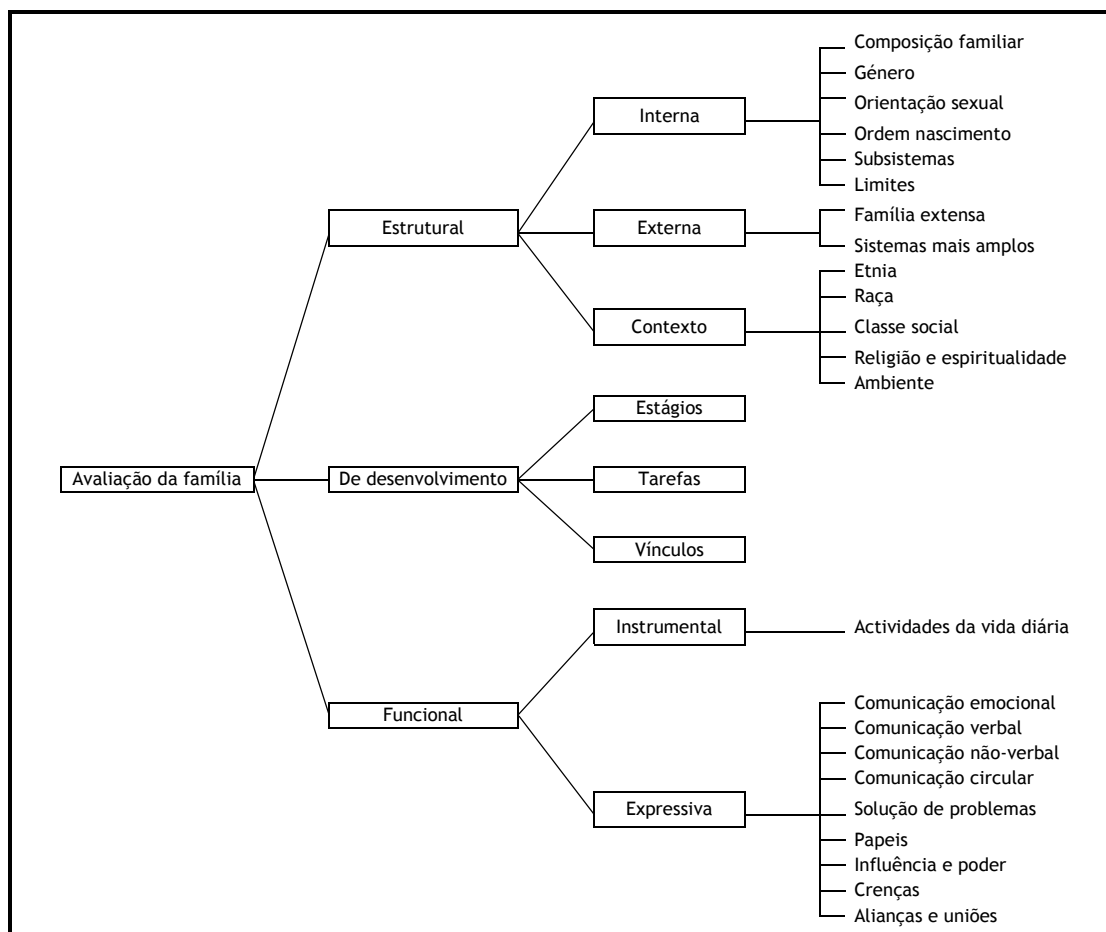 Composição familiar
Género
Interna
Orientação sexual
Ordem nascimento
Subsistemas
Limites
Estrutural
Externa
Família extensa
Sistemas mais amplos
Etnia
Raça
Contexto
Classe social
Religião e espiritualidade
Ambiente
Estágios
Avaliação da família
De desenvolvimento
Tarefas
Vínculos
Instrumental
Actividades da vida diária
Funcional
Comunicação emocional
Comunicação verbal
Comunicação não-verbal
Comunicação circular
Expressiva
Solução de problemas
Papeis
Influência e poder
Crenças
Alianças e uniões